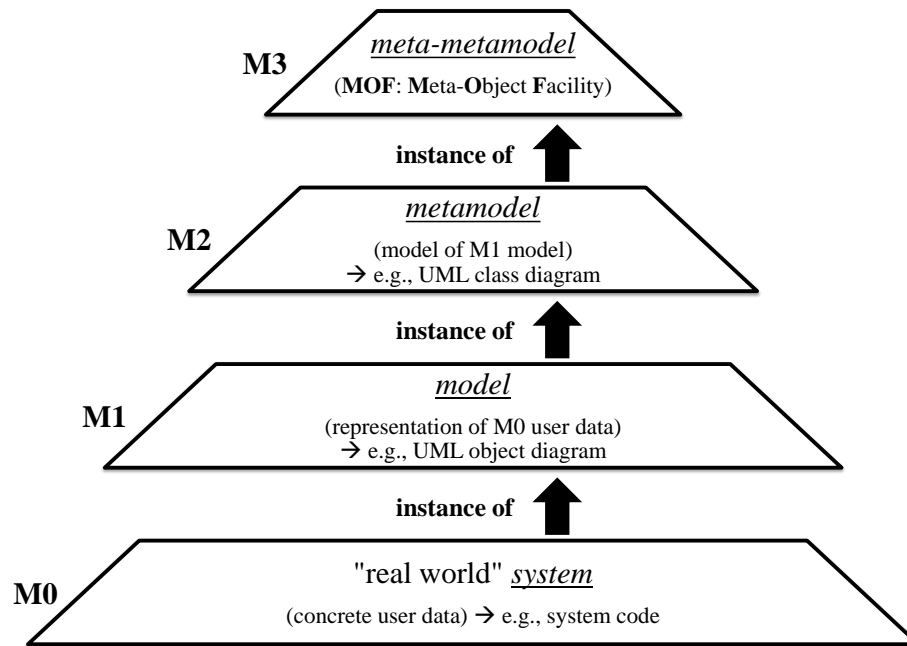 meta-metamodel
M3
(MOF: Meta-Object Facility)
instance of
metamodel
M2
(model of M1 model)
→ e.g., UML class diagram
instance of
model
M1
(representation of M0 user data)
→ e.g., UML object diagram
instance of
"real world" system
M0
(concrete user data) → e.g., system code